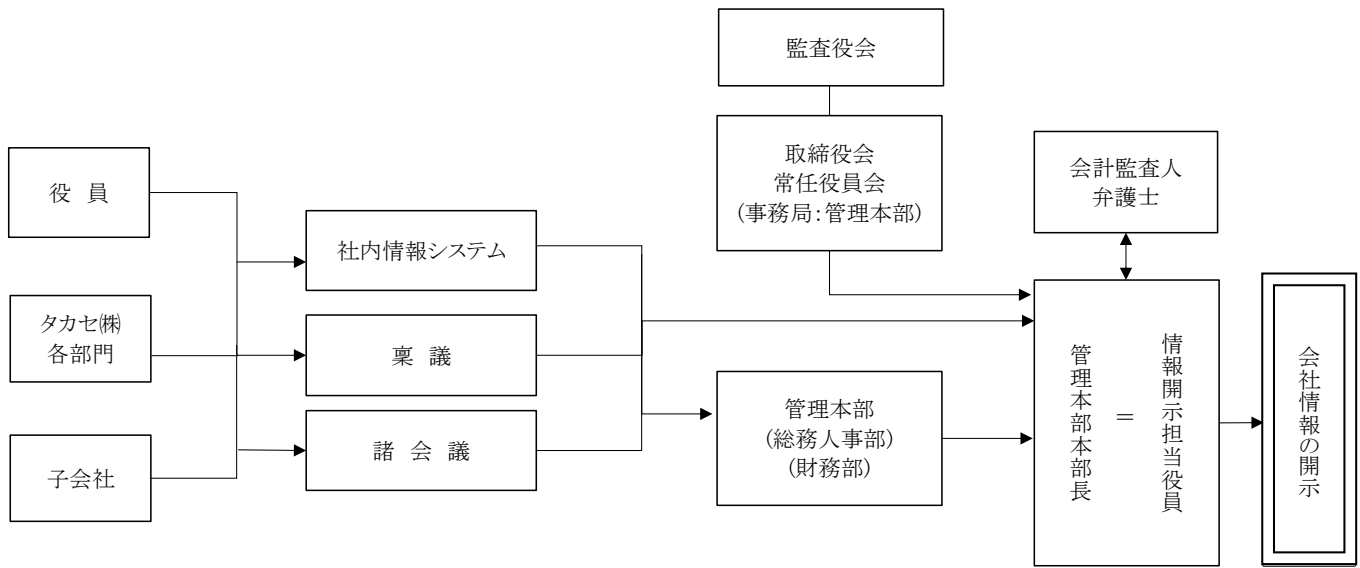 監査役会
取締役会
常任役員会
(事務局:管理本部)
会計監査人
弁護士
役 員
タカセ㈱
各部門
子会社
社内情報システム
稟 議
諸 会 議
管理本部
(総務人事部)
(財務部)
情報開示担当役員
=
管理本部本部長
会社情報の開示